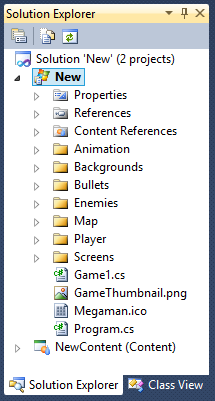 Solution Explorer
Solution 'New' (2 projects)
New
Properties
References
Content References
Animation
Backgrounds
Bullets
Enemies
Map
Player
Screens
Game1.cs
GameThumbnail.png
Megaman.ico
Program.cs
NewContent (Content)
Solution Explorer Class View